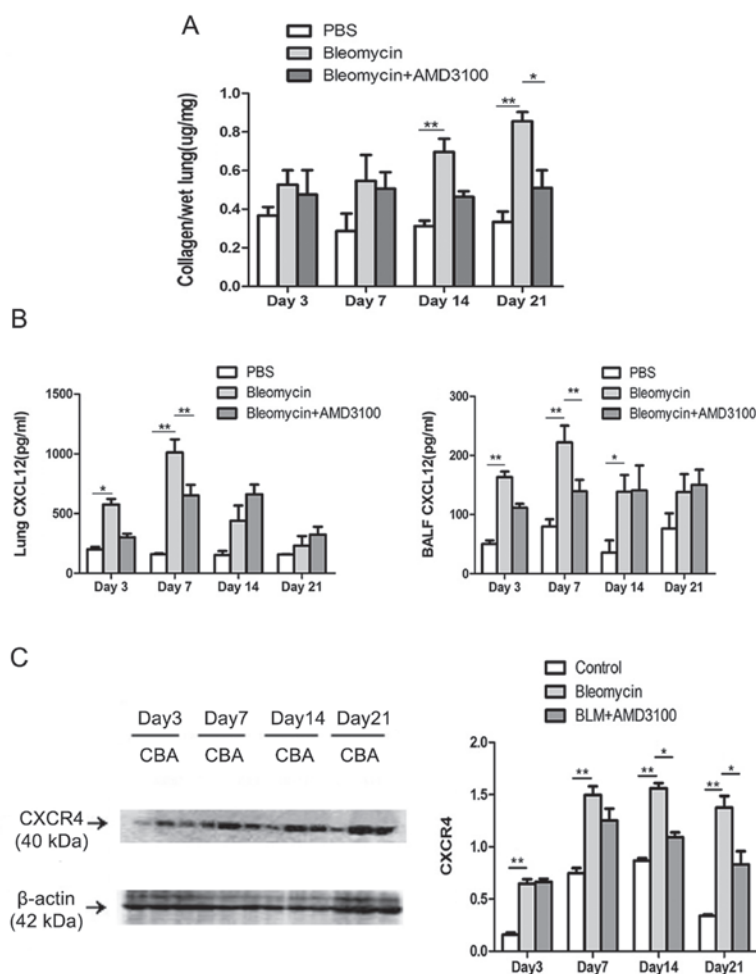 A
PBS
Bleomycin
Bleomycin+AMD3100
Collagen/wet lung(ug/mg)
1.0
0.8
0.6
0.4
0.2
0.0
**
**
*
Day 3 Day 7 Day 14 Day 21
B
PBS
Bleomycin
Bleomycin+AMD3100
Lung CXCL12(pg/ml)
1500
1000
500
0
*
**
**
Day 3 Day 7 Day 14 Day 21
PBS
Bleomycin
Bleomycin+AMD3100
BALF CXCL12(pg/ml)
300
200
100
0
**
**
**
*
Day 3 Day 7 Day 14 Day 21
C
Day3 Day7 Day14 Day21
CBA CBA CBA CBA
CXCR4
(40 kDa)
β-actin
(42 kDa)
Control
Bleomycin
BLM+AMD3100
CXCR4
2.0
1.5
1.0
0.5
0.0
**
**
**
*
**
*
Day3 Day7 Day14 Day21